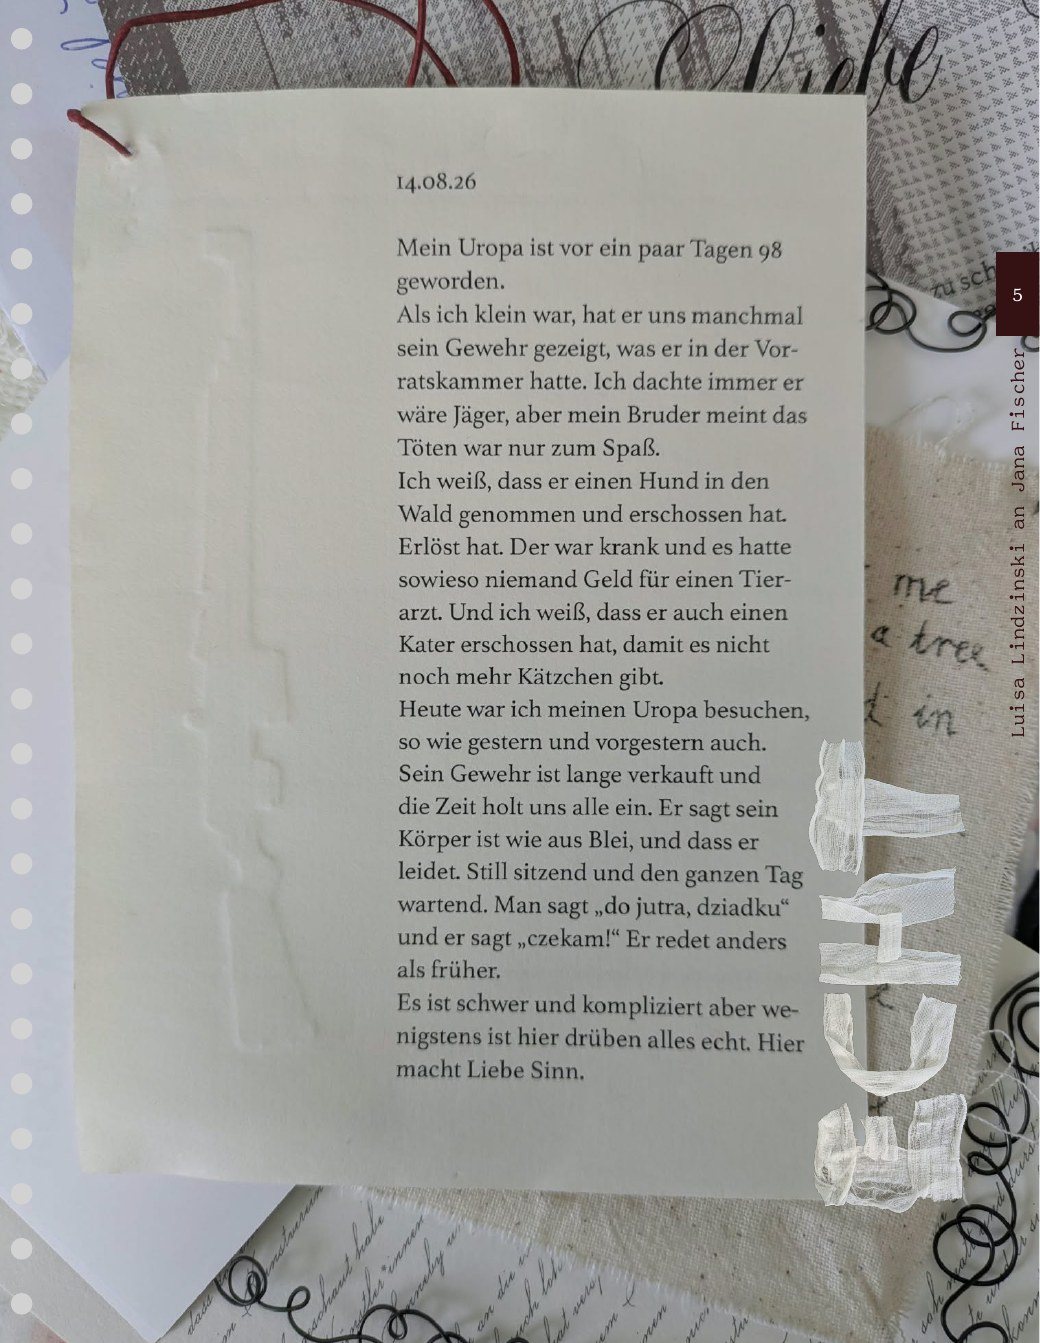 Liebe
14.08.26
Mein Uropa ist vor ein paar Tagen 98
geworden.
Als ich klein war, hat er uns manchmal
sein Gewehr gezeigt, was er in der Vor-
ratskammer hatte. Ich dachte immer er
wäre Jäger, aber mein Bruder meint das
Töten war nur zum Spaß.
Ich weiß, dass er einen Hund in den
Wald genommen und erschossen hat.
Erlöst hat. Der war krank und es hatte
sowieso niemand Geld für einen Tier-
arzt. Und ich weiß, dass er auch einen
Kater erschossen hat, damit es nicht
noch mehr Kätzchen gibt.
Heute war ich meinen Uropa besuchen,
so wie gestern und vorgestern auch.
Sein Gewehr ist lange verkauft und
die Zeit holt uns alle ein. Er sagt sein
Körper ist wie aus Blei, und dass er
leidet. Still sitzend und den ganzen Tag
wartend. Man sagt „do jutra, dziadku“
und er sagt „czekam!“ Er redet anders
als früher.
Es ist schwer und kompliziert aber we-
nigstens ist hier drüben alles echt. Hier
macht Liebe Sinn.
5
Luisa Lindzinski an Jana Fischer
zu
me
a tree
in
ECHT